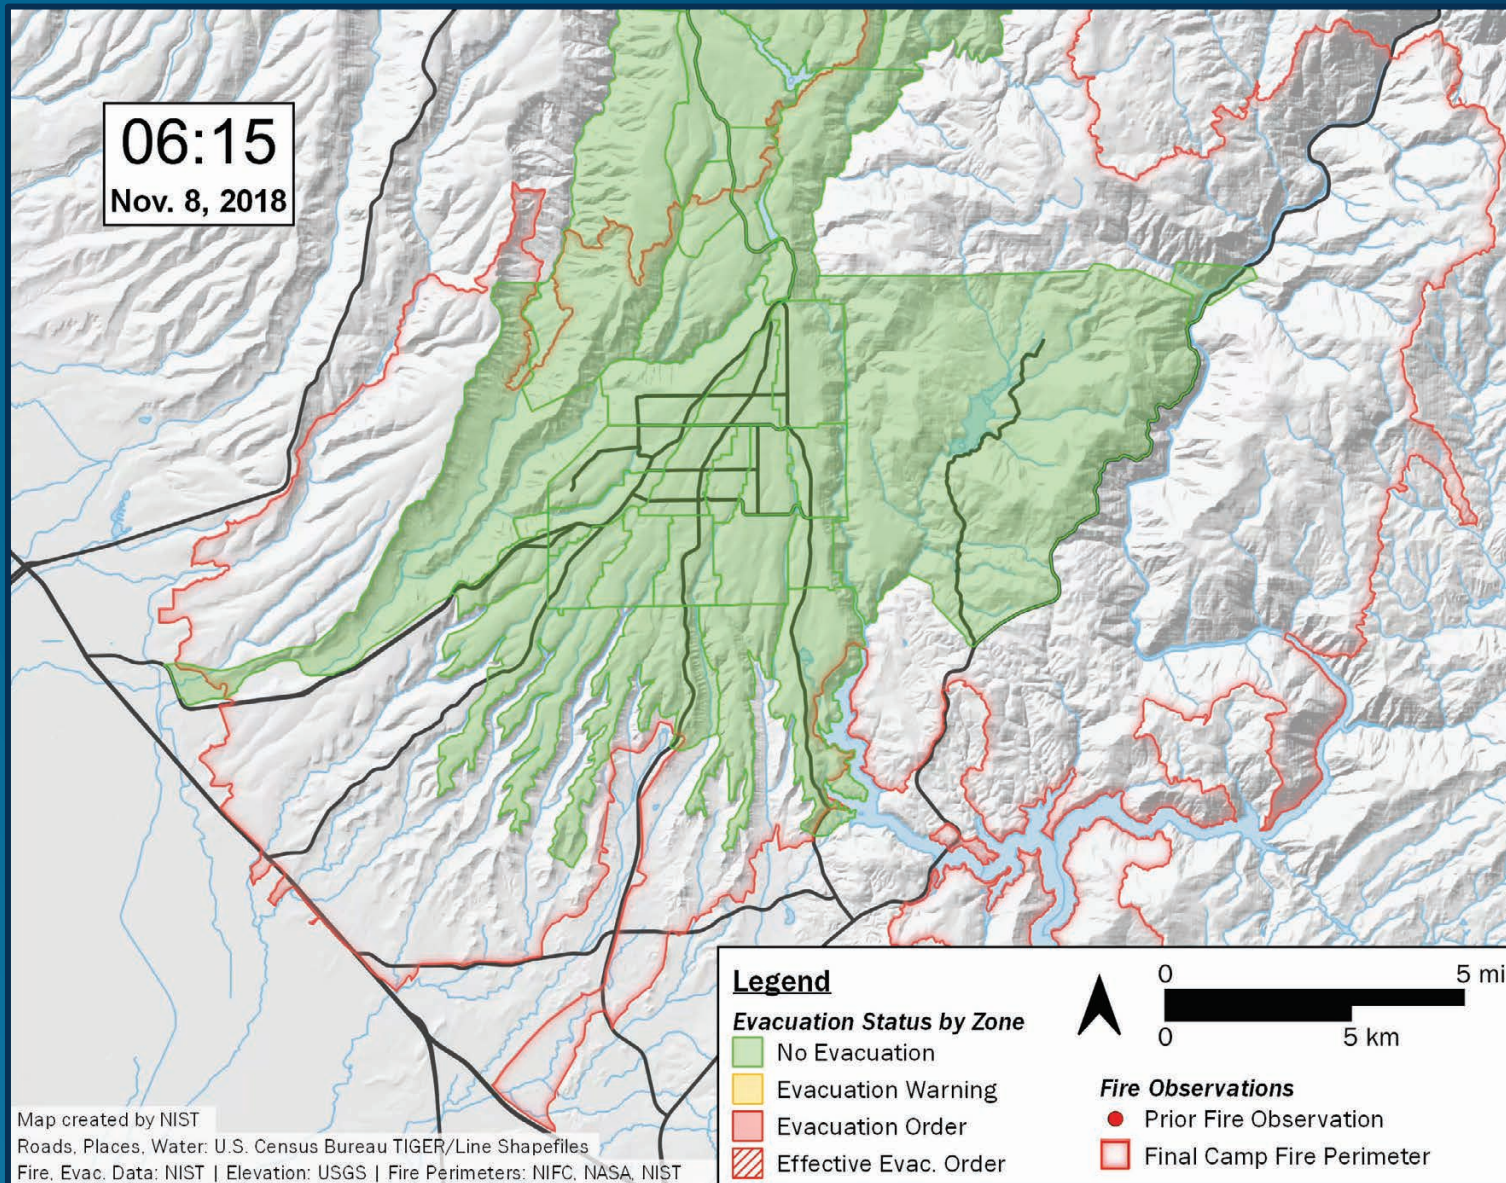 06:15
Nov. 8, 2018
Legend
Evacuation Status by Zone
No Evacuation
Evacuation Warning
Evacuation Order
Effective Evac. Order
0 5 mi
0 5 km
Fire Observations
Prior Fire Observation
Final Camp Fire Perimeter
Map created by NIST
Roads, Places, Water: U.S. Census Bureau TIGER/Line Shapefiles
Fire, Evac. Data: NIST | Elevation: USGS | Fire Perimeters: NIFC, NASA, NIST